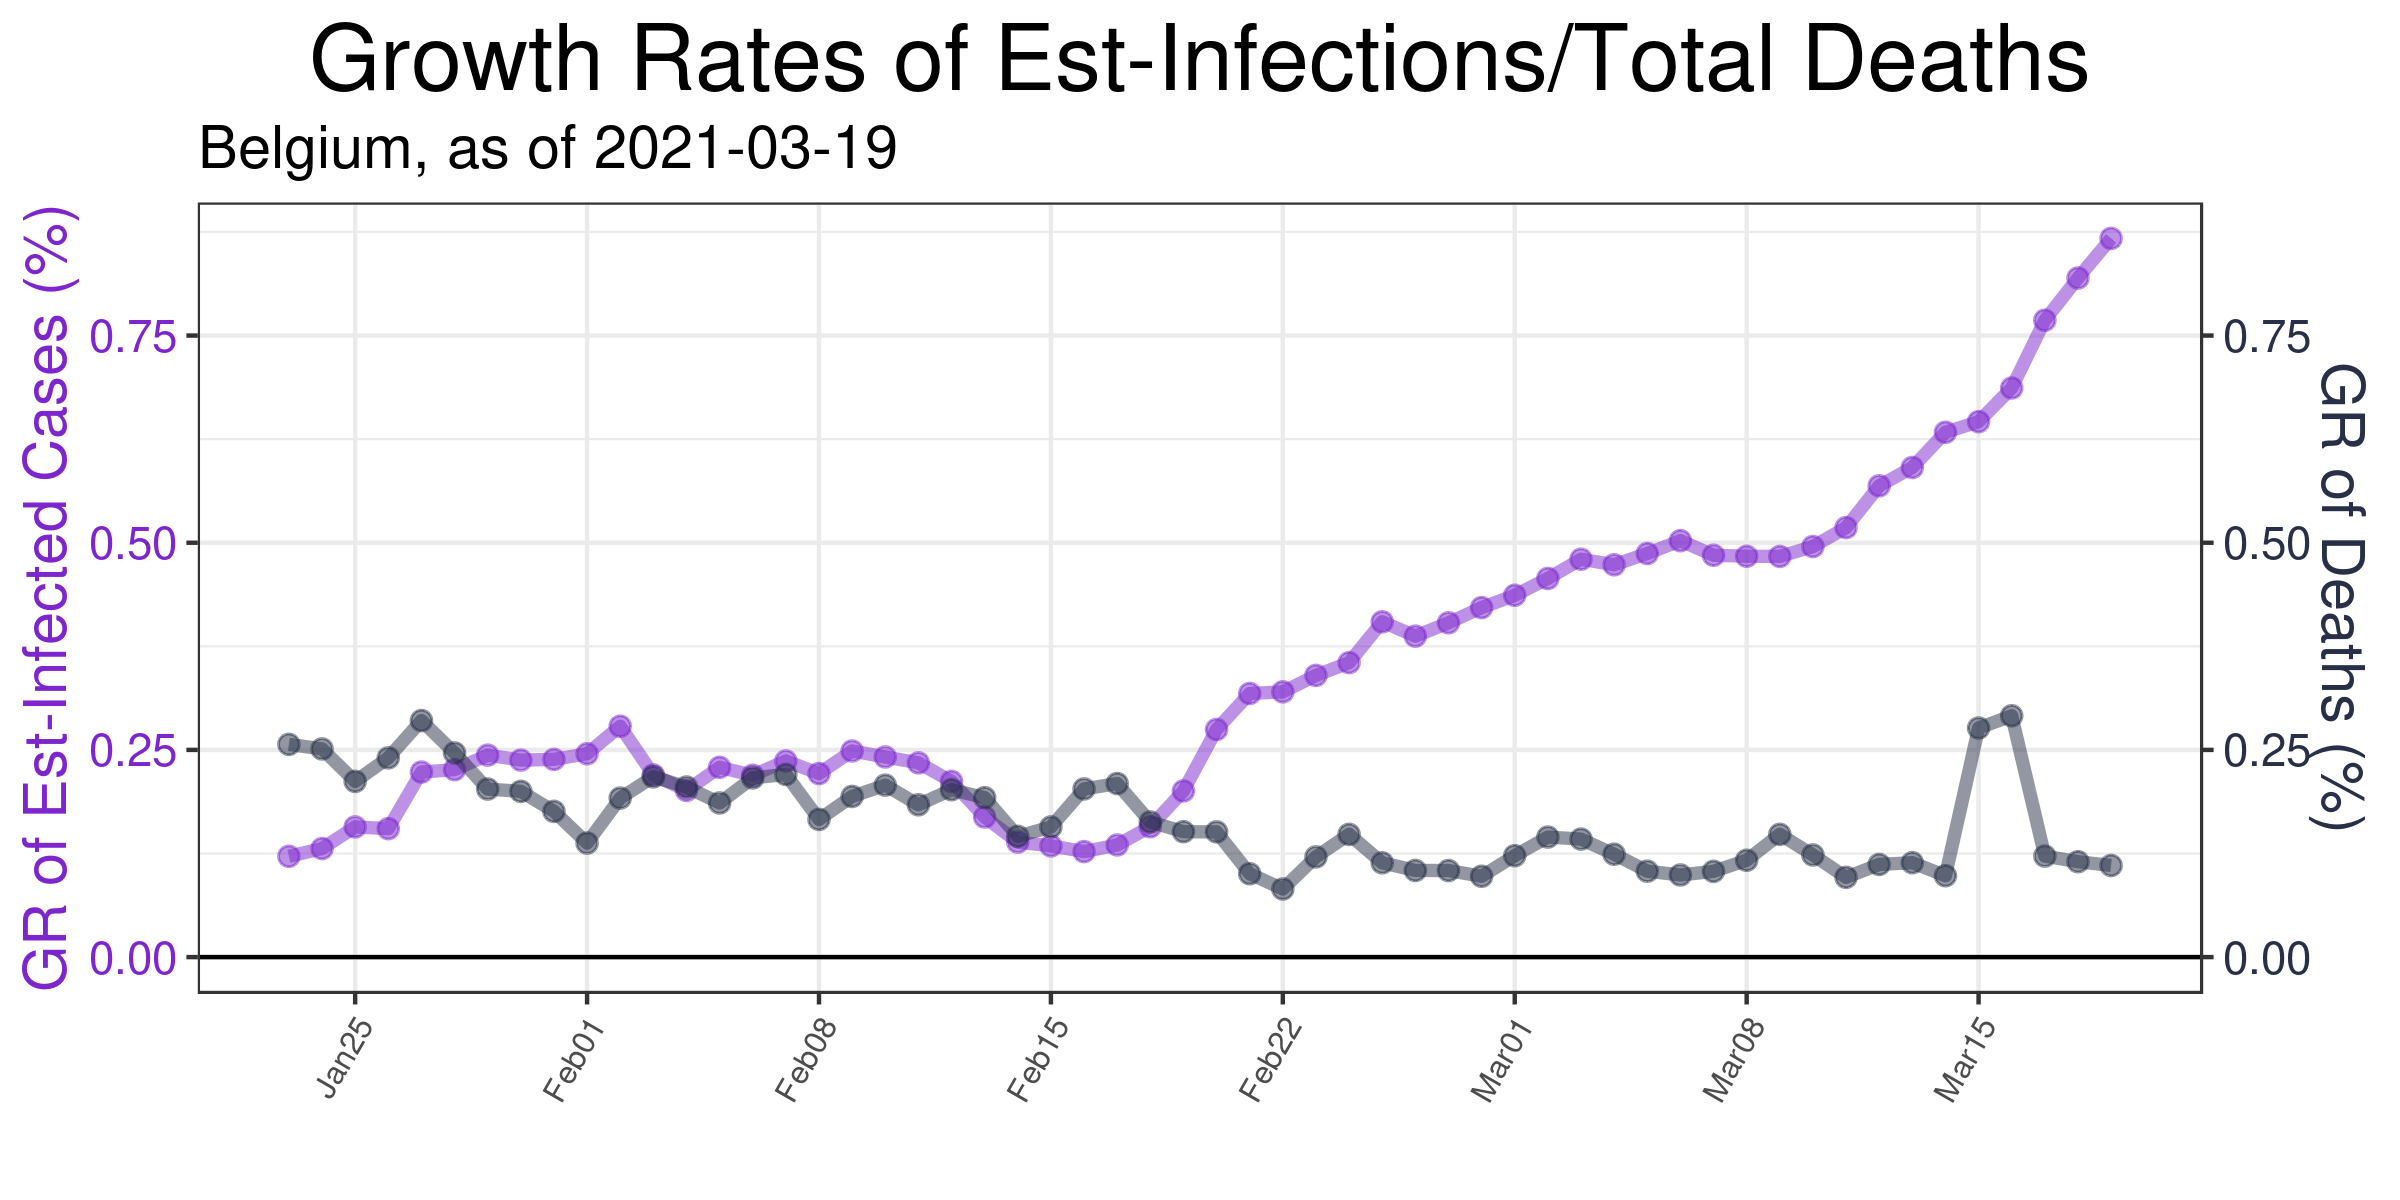 Growth Rates of Est-Infections/Total Deaths
Belgium, as of 2021-03-19
GR of Est-Infected Cases (%)
0.75
0.50
0.25
0.00
0.75
0.50
0.25
0.00
GR of Deaths (%)
Jan25
Feb01
Feb08
Feb15
Feb22
Mar01
Mar08
Mar15